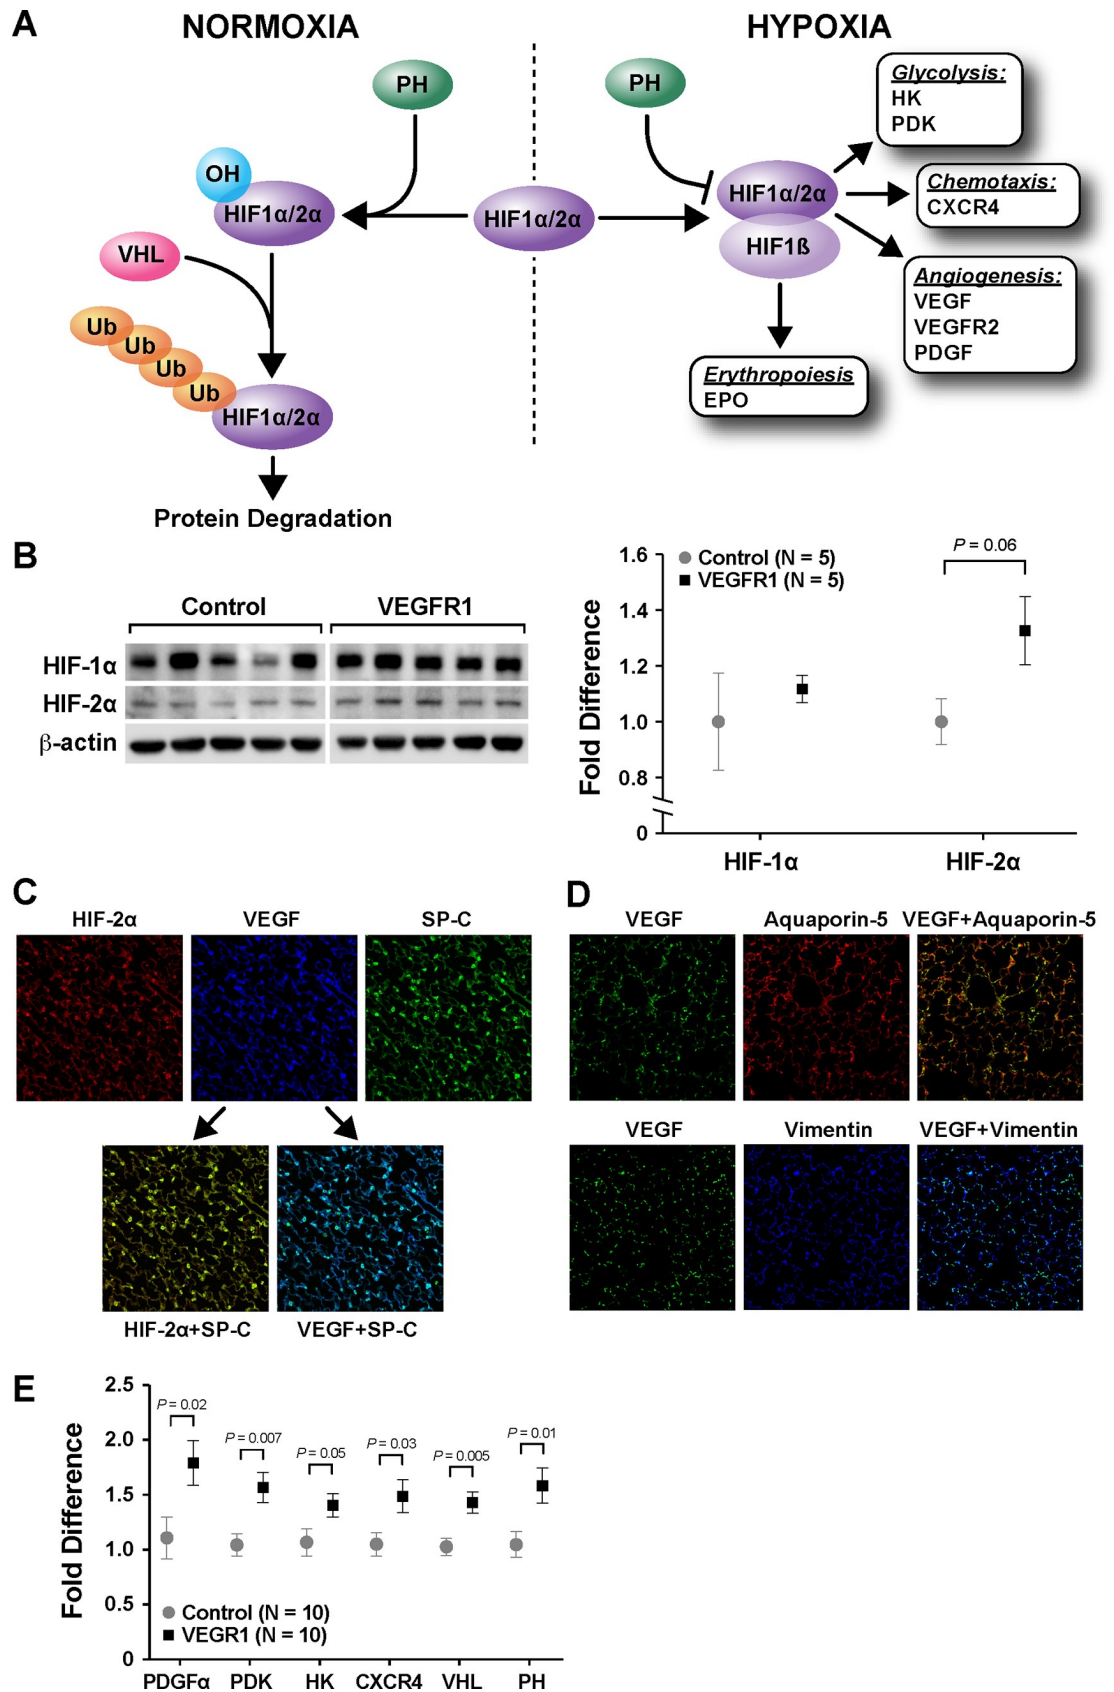 A
NORMOXIA
HYPOXIA
PH
PH
Glycolysis:
HK
PDK
OH
HIF1α/2α
HIF1α/2α
HIF1α/2α
Chemotaxis:
CXCR4
VHL
HIF1ß
Angiogenesis:
VEGF
VEGFR2
PDGF
Ub
Ub
Ub
Ub
HIF1α/2α
Erythropoiesis
EPO
Protein Degradation
B
Control
VEGFR1
HIF-1α
HIF-2α
β-actin
Fold Difference
1.6
1.4
1.2
1.0
0.8
0
Control (N = 5)
VEGFR1 (N = 5)
P = 0.06
HIF-1α
HIF-2α
C
HIF-2α
VEGF
SP-C
HIF-2α+SP-C
VEGF+SP-C
D
VEGF
Aquaporin-5
VEGF+Aquaporin-5
VEGF
Vimentin
VEGF+Vimentin
E
Fold Difference
2.5
2.0
1.5
1.0
0.5
0
P = 0.02
P = 0.007
P = 0.05
P = 0.03
P = 0.005
P = 0.01
Control (N = 10)
VEGR1 (N = 10)
PDGFα
PDK
HK
CXCR4
VHL
PH